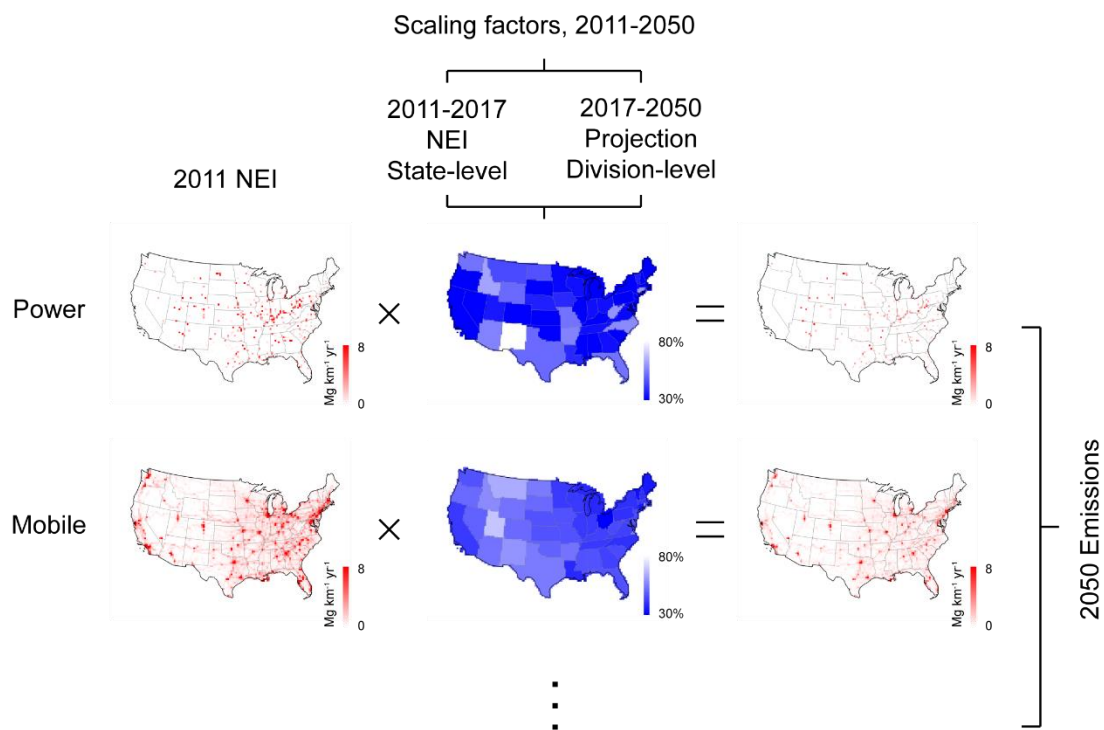 Scaling factors, 2011-2050
2011-2017
NEI
State-level
2017-2050
Projection
Division-level
2011 NEI
Power
×
=
8
0
Mg km⁻¹ yr⁻¹
80%
30%
8
0
Mg km⁻¹ yr⁻¹
Mobile
×
=
8
0
Mg km⁻¹ yr⁻¹
80%
30%
8
0
Mg km⁻¹ yr⁻¹
2050 Emissions